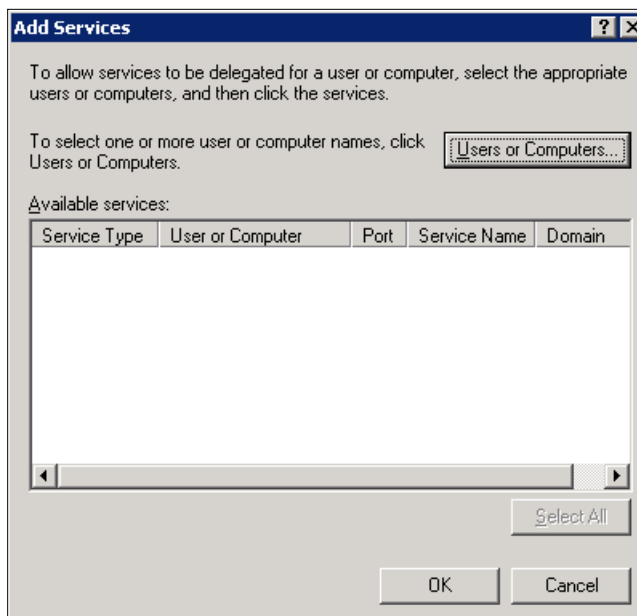 Add Services
To allow services to be delegated for a user or computer, select the appropriate
users or computers, and then click the services.
To select one or more user or computer names, click
Users or Computers.
Users or Computers...
Available services:
Service Type User or Computer Port Service Name Domain
Select All
OK Cancel